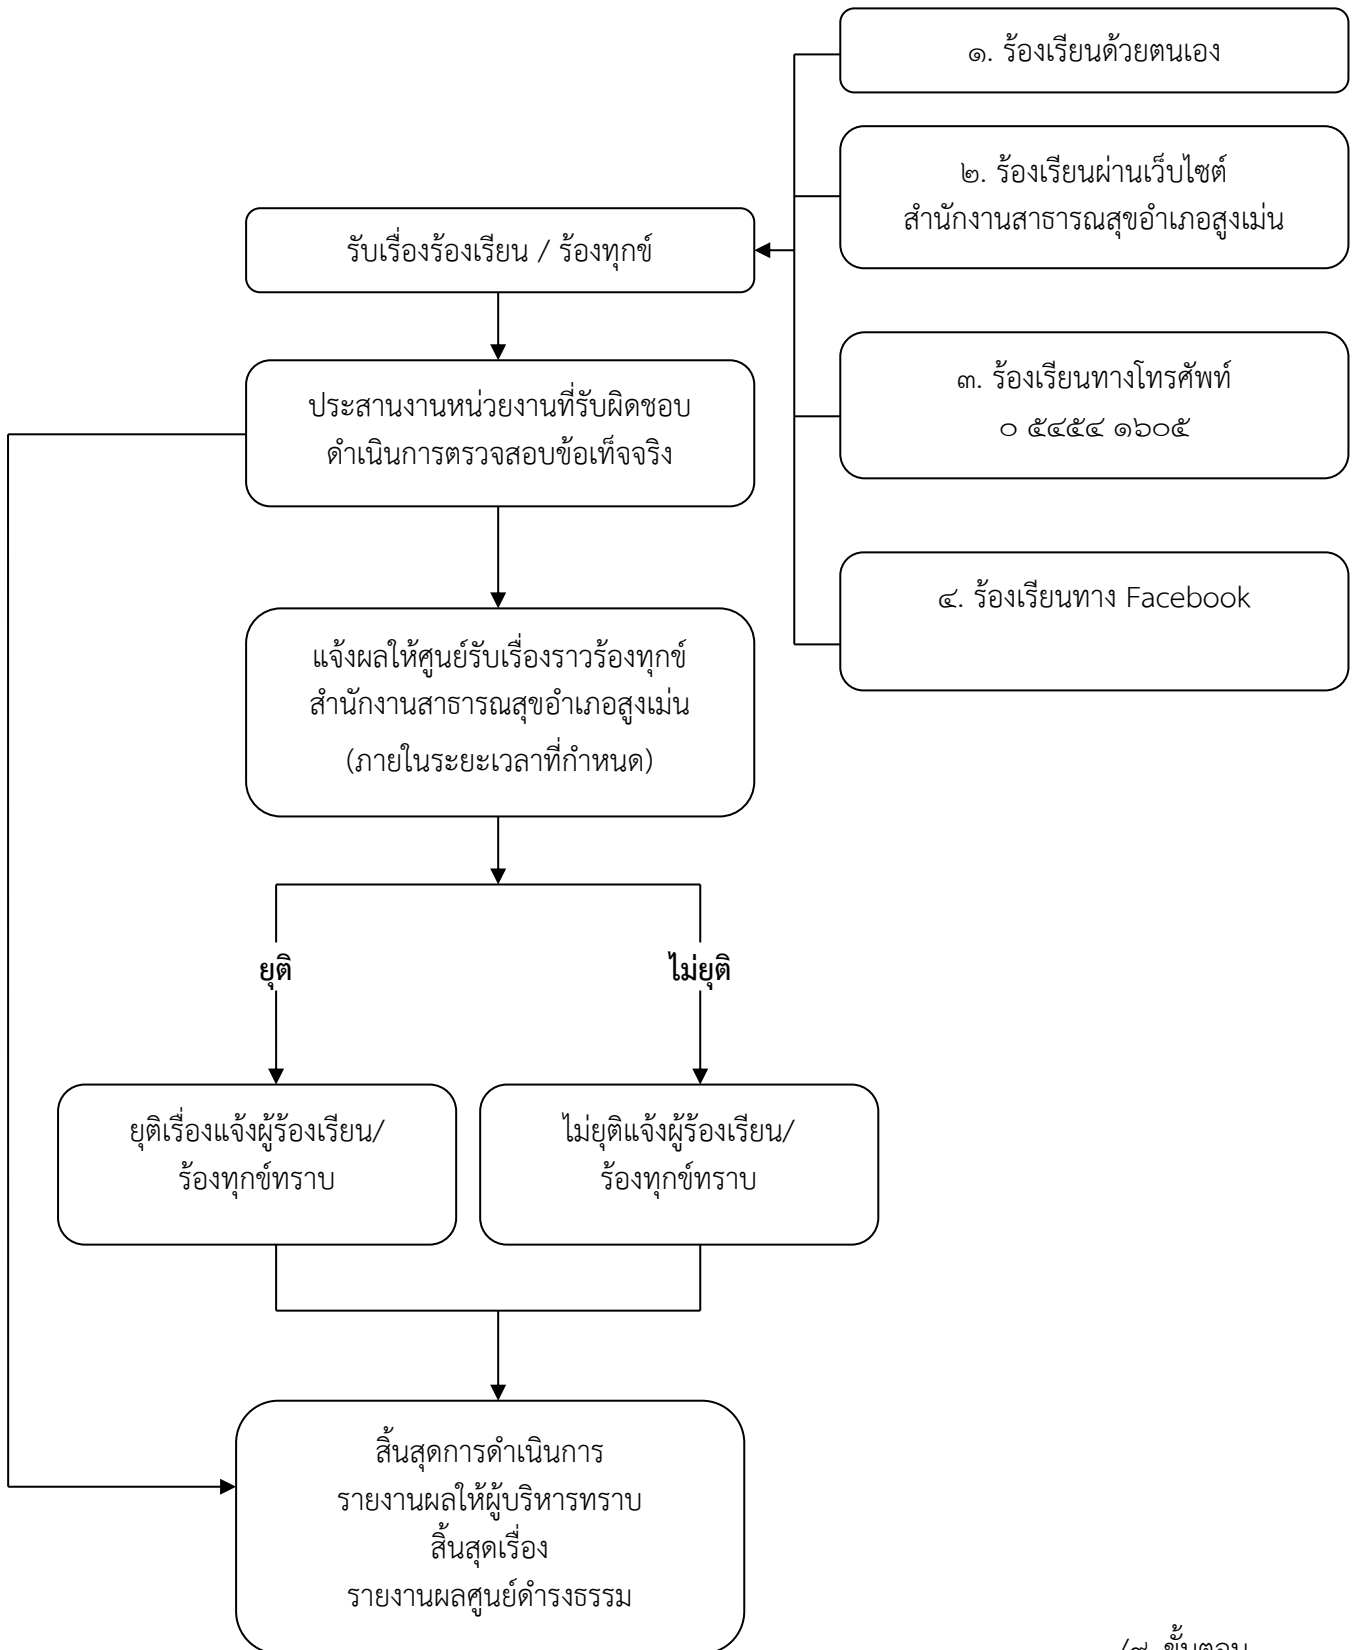 ๑. ร้องเรียนด้วยตนเอง
๒. ร้องเรียนผ่านเว็บไซต์
สำนักงานสาธารณสุขอำเภอสูงเม่น
รับเรื่องร้องเรียน / ร้องทุกข์
๓. ร้องเรียนทางโทรศัพท์
๐ ๕๔๕๔ ๑๖๐๕
ประสานงานหน่วยงานที่รับผิดชอบ
ดำเนินการตรวจสอบข้อเท็จจริง
๔. ร้องเรียนทาง Facebook
แจ้งผลให้ศูนย์รับเรื่องราวร้องทุกข์
สำนักงานสาธารณสุขอำเภอสูงเม่น
(ภายในระยะเวลาที่กำหนด)
ยุติ
ไม่ยุติ
ยุติเรื่องแจ้งผู้ร้องเรียน/
ร้องทุกข์ทราบ
ไม่ยุติแจ้งผู้ร้องเรียน/
ร้องทุกข์ทราบ
สิ้นสุดการดำเนินการ
รายงานผลให้ผู้บริหารทราบ
สิ้นสุดเรื่อง
รายงานผลศูนย์ดำรงธรรม
ขั้นตอน